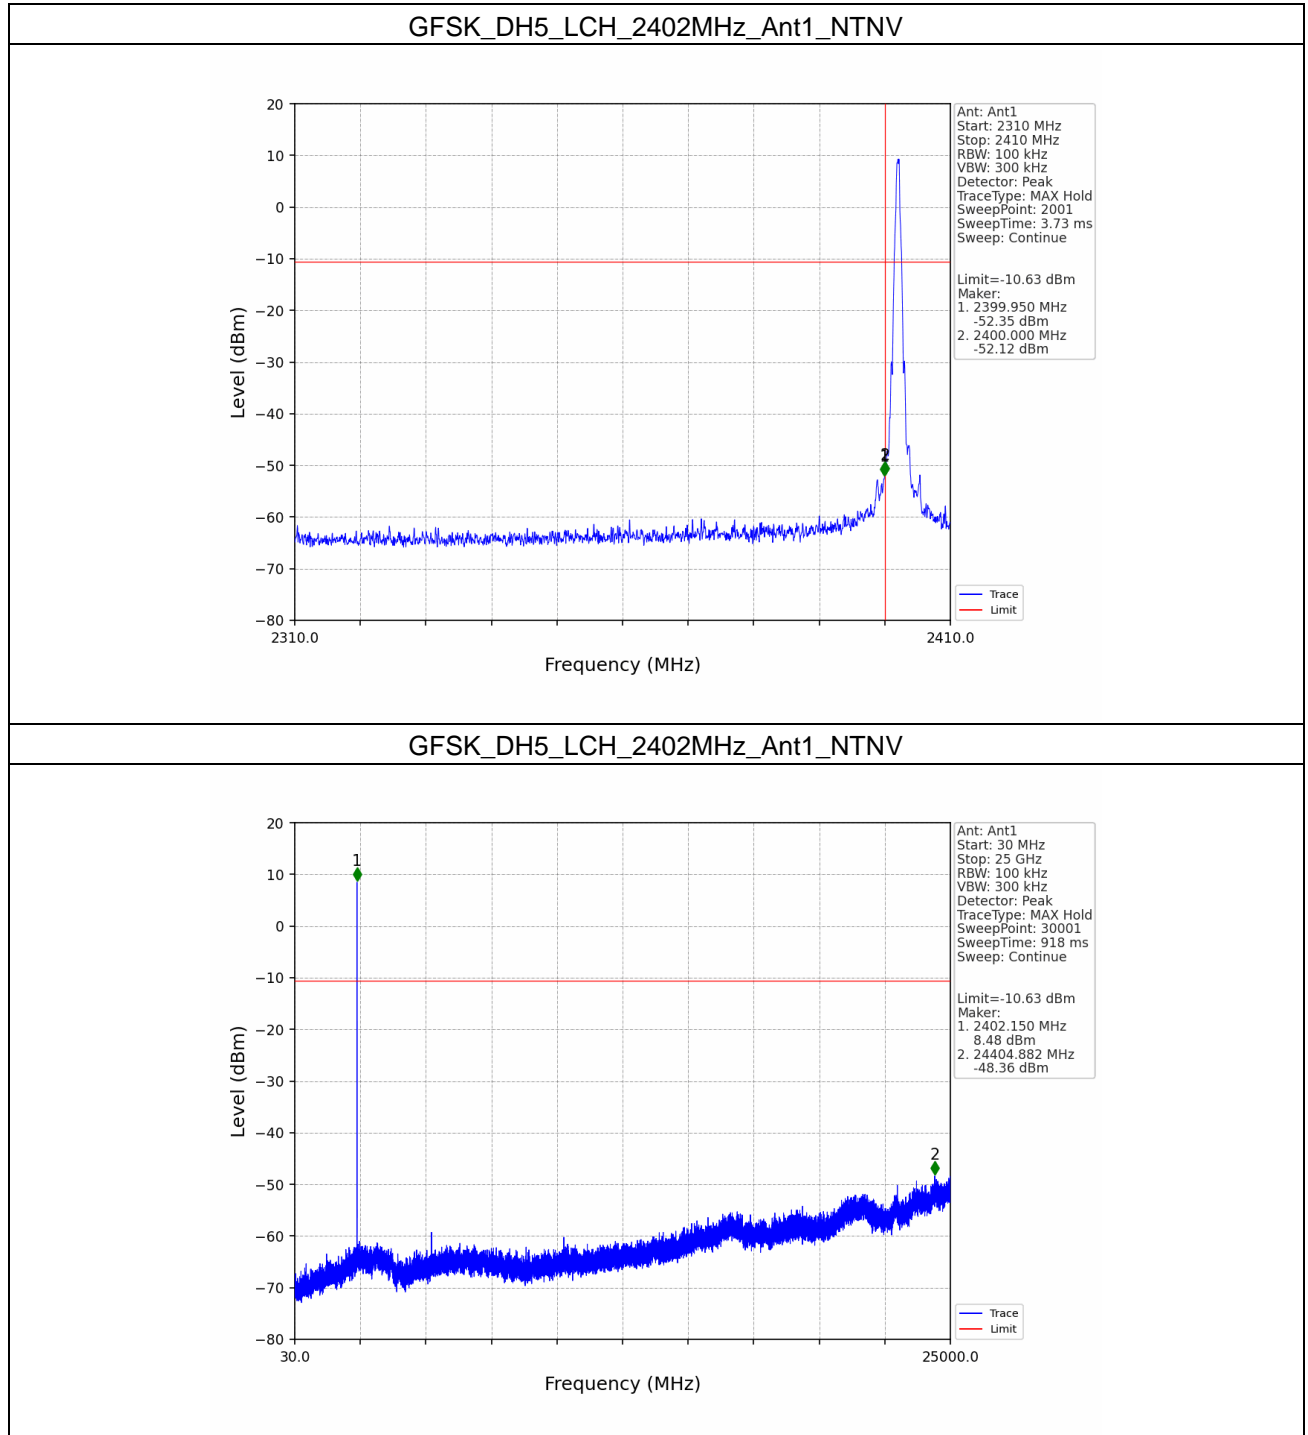 GFSK_DH5_LCH_2402MHz_Ant1_NTNV
20
10
0
−10
−20
−30
−40
−50
−60
−70
−80
Level (dBm)
2310.0
2410.0
Frequency (MHz)
1
2
Ant: Ant1
Start: 2310 MHz
Stop: 2410 MHz
RBW: 100 kHz
VBW: 300 kHz
Detector: Peak
TraceType: MAX Hold
SweepPoint: 2001
SweepTime: 3.73 ms
Sweep: Continue
Limit=-10.63 dBm
Maker:
1. 2399.950 MHz
-52.35 dBm
2. 2400.000 MHz
-52.12 dBm
Trace
Limit
GFSK_DH5_LCH_2402MHz_Ant1_NTNV
20
10
0
−10
−20
−30
−40
−50
−60
−70
−80
Level (dBm)
30.0
25000.0
Frequency (MHz)
1
2
Ant: Ant1
Start: 30 MHz
Stop: 25 GHz
RBW: 100 kHz
VBW: 300 kHz
Detector: Peak
TraceType: MAX Hold
SweepPoint: 30001
SweepTime: 918 ms
Sweep: Continue
Limit=-10.63 dBm
Maker:
1. 2402.150 MHz
8.48 dBm
2. 24404.882 MHz
-48.36 dBm
Trace
Limit